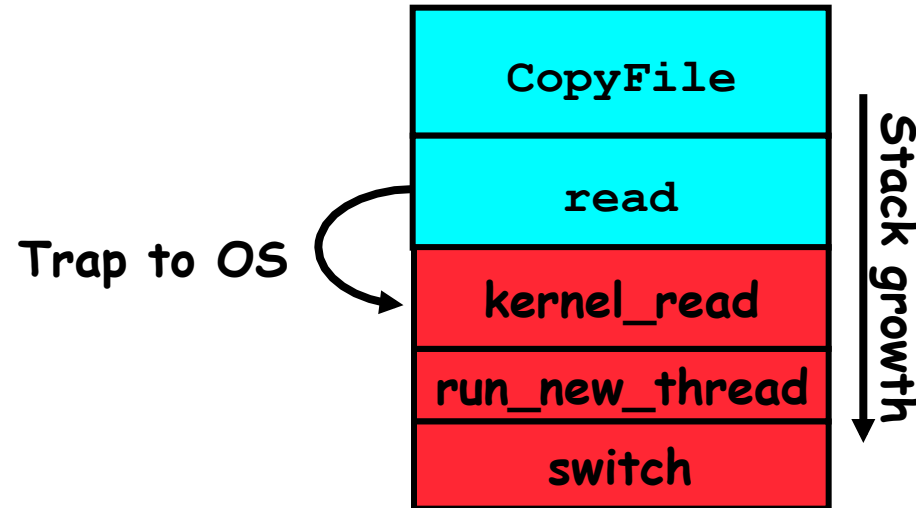 CopyFile
read
Trap to OS
kernel_read
run_new_thread
switch
Stack growth